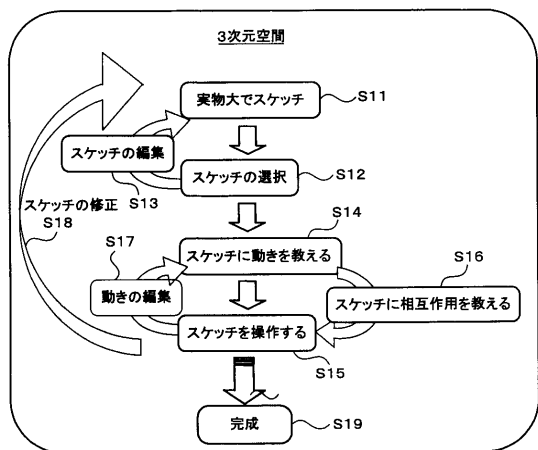 3次元空間
実物大でスケッチ
S11
スケッチの編集
S13
スケッチの選択
S12
スケッチの修正
S18
S14
スケッチに動きを教える
S17
動きの編集
S16
スケッチに相互作用を教える
スケッチを操作する
S15
完成
S19